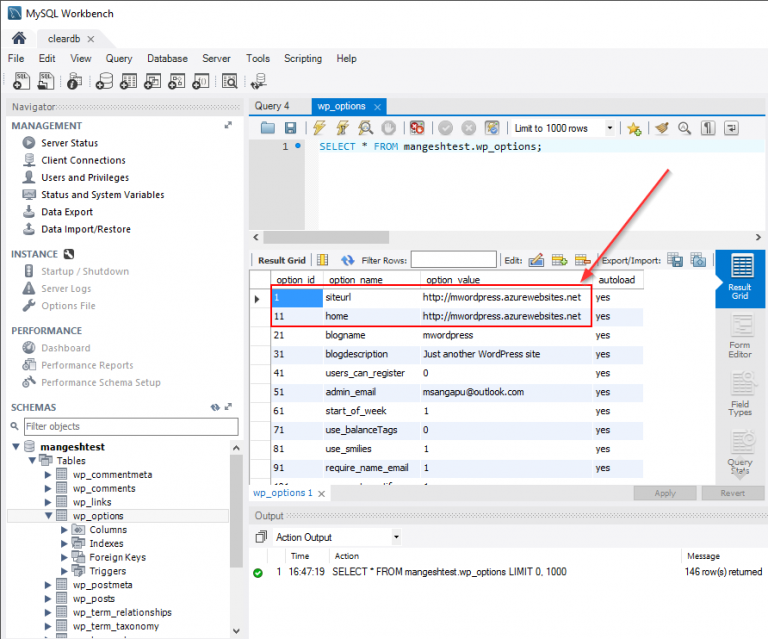 MySQL Workbench
cleardb
File Edit View Query Database Server Tools Scripting Help
Navigator
MANAGEMENT
Server Status
Client Connections
Users and Privileges
Status and System Variables
Data Export
Data Import/Restore
INSTANCE
Startup / Shutdown
Server Logs
Options File
PERFORMANCE
Dashboard
Performance Reports
Performance Schema Setup
SCHEMAS
Filter objects
mangeshtest
Tables
wp_commentmeta
wp_comments
wp_links
wp_options
Columns
Indexes
Foreign Keys
Triggers
wp_postmeta
wp_posts
wp_term_relationships
wp_term_taxonomy
Query 4 wp_options
Limit to 1000 rows
1 SELECT * FROM mangeshtest.wp_options;
Result Grid Filter Rows: Edit: Export/Import:
option_id option_name option_value autoload
1 siteurl http://mwordpress.azurewebsites.net yes
11 home http://mwordpress.azurewebsites.net yes
21 blogname mwordpress yes
31 blogdescription Just another WordPress site yes
41 users_can_register 0 yes
51 admin_email msangapu@outlook.com yes
61 start_of_week 1 yes
71 use_balanceTags 0 yes
81 use_smilies 1 yes
91 require_name_email 1 yes
Result
Grid
Form
Editor
Field
Types
Query
Stats
wp_options 1 Apply Revert
Output
Action Output
Time Action Message
1 16:47:19 SELECT * FROM mangeshtest.wp_options LIMIT 0, 1000 146 row(s) returned